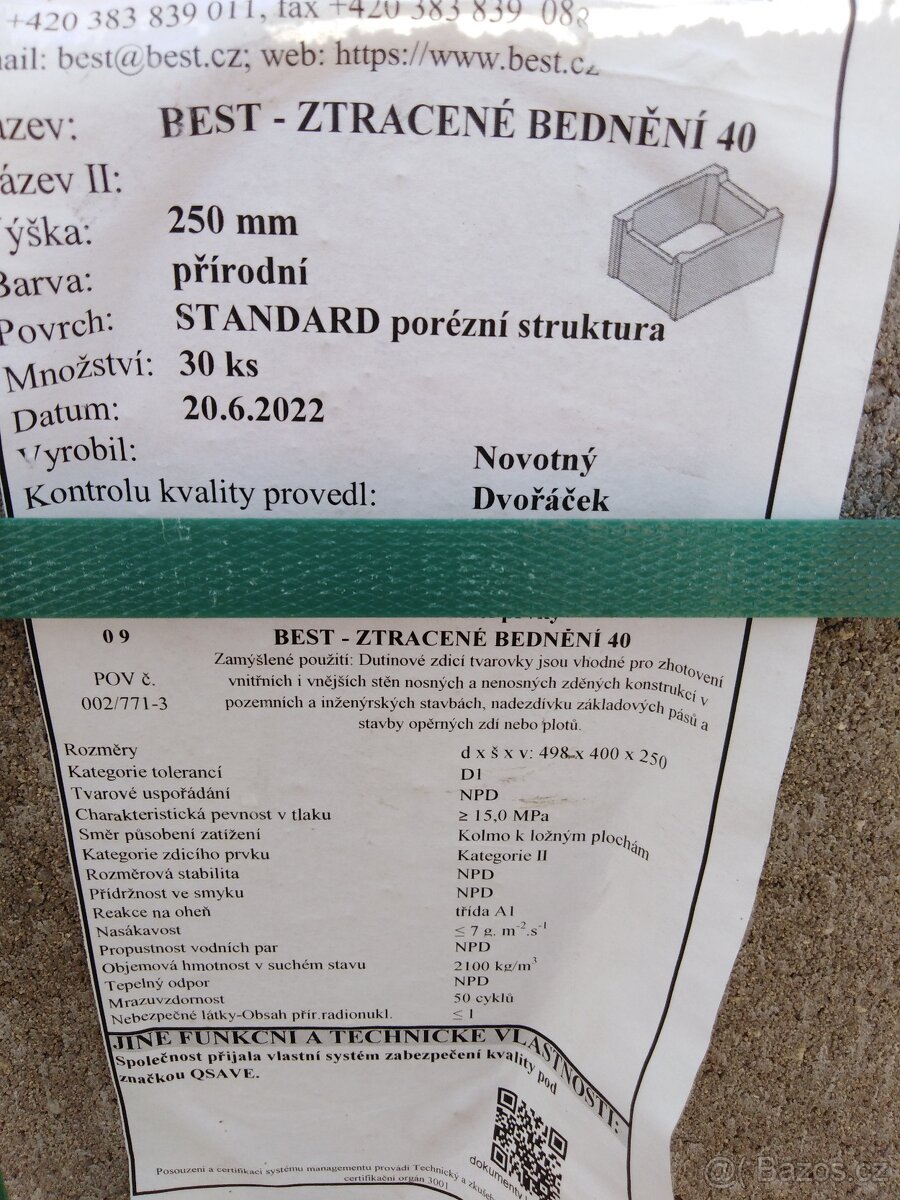 +420 383 839 011, fax +420 383 839 088
ail: best@best.cz; web: https://www.best.cz
zev: BEST - ZTRACENÉ BEDNĚNÍ 40
ázev II:
ýška: 250 mm
Barva: přírodní
Povrch: STANDARD porézní struktura
Množství: 30 ks
Datum: 20.6.2022
Vyrobil: Novotný
Kontrolu kvality provedl: Dvořáček
09 BEST - ZTRACENÉ BEDNĚNÍ 40
POV č.
002/771-3
Zamýšlené použití: Dutinové zdicí tvarovky jsou vhodné pro zhotovení
vnitřních i vnějších stěn nosných a nenosných zděných konstrukcí v
pozemních a inženýrských stavbách, nadezdívku základových pásů a
stavby opěrných zdí nebo plotů.
Rozměry d x š x v: 498 x 400 x 250
Kategorie tolerancí D1
Tvarové uspořádání NPD
Charakteristická pevnost v tlaku ≥ 15,0 MPa
Směr působení zatížení Kolmo k ložným plochám
Kategorie zdicího prvku Kategorie II
Rozměrová stabilita NPD
Přídržnost ve smyku NPD
Reakce na oheň třída A1
Nasákavost ≤ 7 g. m⁻².s⁻¹
Propustnost vodních par NPD
Objemová hmotnost v suchém stavu 2100 kg/m³
Tepelný odpor NPD
Mrazuvzdornost 50 cyklů
Nebezpečné látky-Obsah přír.radionukl. ≤ 1
JINÉ FUNKČNÍ A TECHNICKÉ VLASTNOSTI:
Společnost přijala vlastní systém zabezpečení kvality pod
značkou QSAVE.
Posouzení a certifikaci systému managementu provádí Technický a zkuše
certifikační orgán 3001
dokumenty
@ Bazos.cz